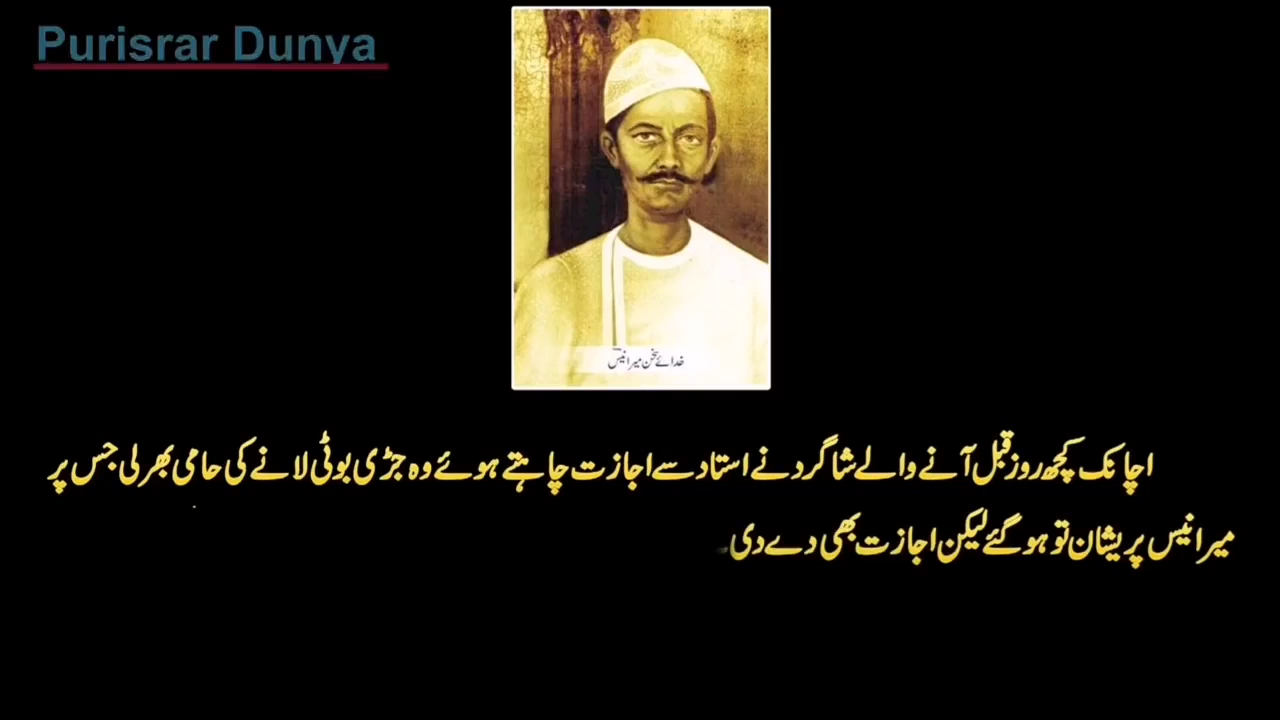 Purisrar Dunya
خدائے سخن میر انیسؔ
اچانک کچھ روز قبل آنے والے شاگرد نے استاد سے اجازت چاہتے ہوئے وہ جڑی بوٹی لانے کی حامی بھر لی جس پر
میر انیس پریشان تو ہو گئے لیکن اجازت بھی دے دی۔